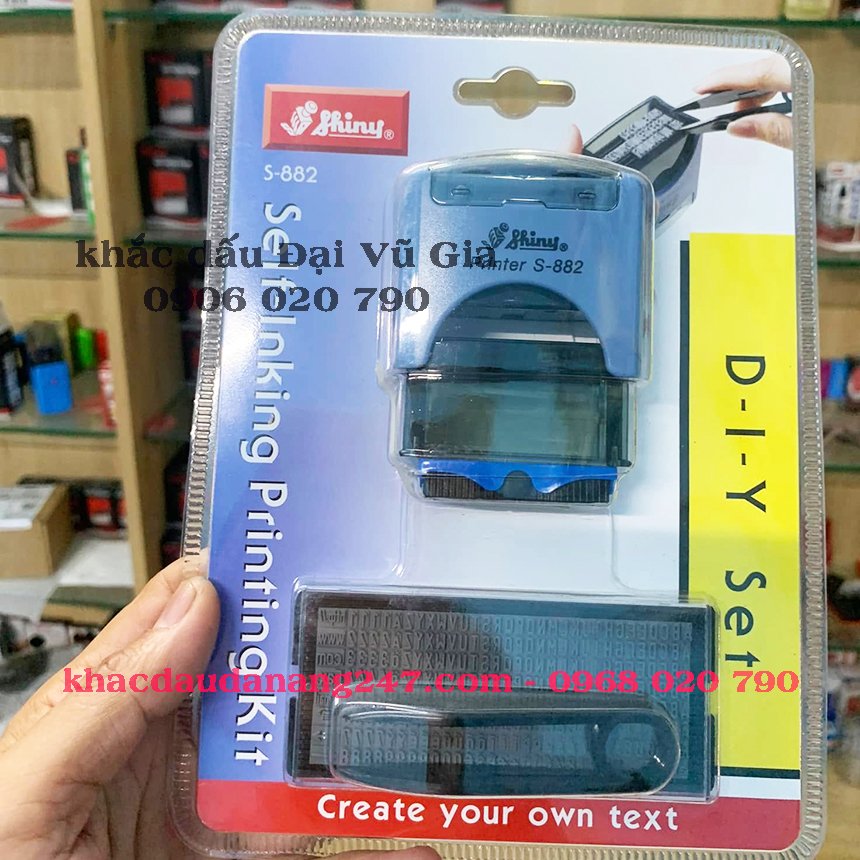 Shiny®
S-882
Self-Inking Printing Kit
Shiny®
Printer S-882
khắc dấu Đại Vũ Gia
0906 020 790
D-I-Y Set
khacdaudanang247.com - 0968 020 790
Create your own text